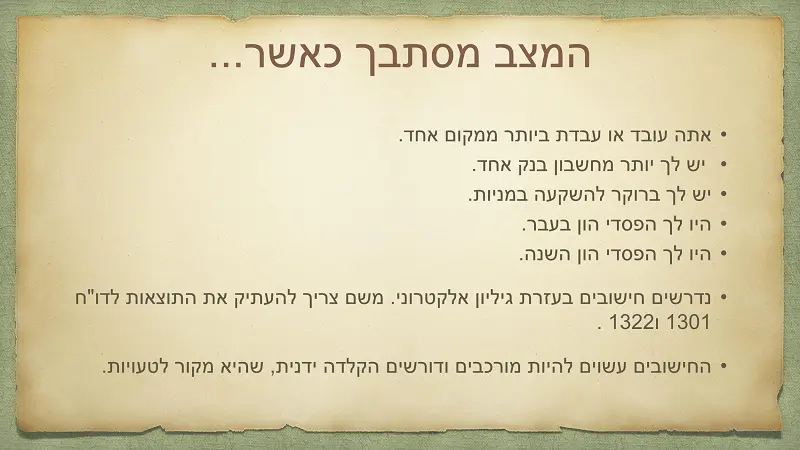 המצב מסתבך כאשר...
• אתה עובד או עבדת ביותר ממקום אחד.
• יש לך יותר מחשבון בנק אחד.
• יש לך ברוקר להשקעה במניות.
• היו לך הפסדי הון בעבר.
• היו לך הפסדי הון השנה.
• נדרשים חישובים בעזרת גיליון אלקטרוני. משם צריך להעתיק את התוצאות לדו"ח
1301 ו1322 .
• החישובים עשוים להיות מורכבים ודורשים הקלדה ידנית, שהיא מקור לטעויות.